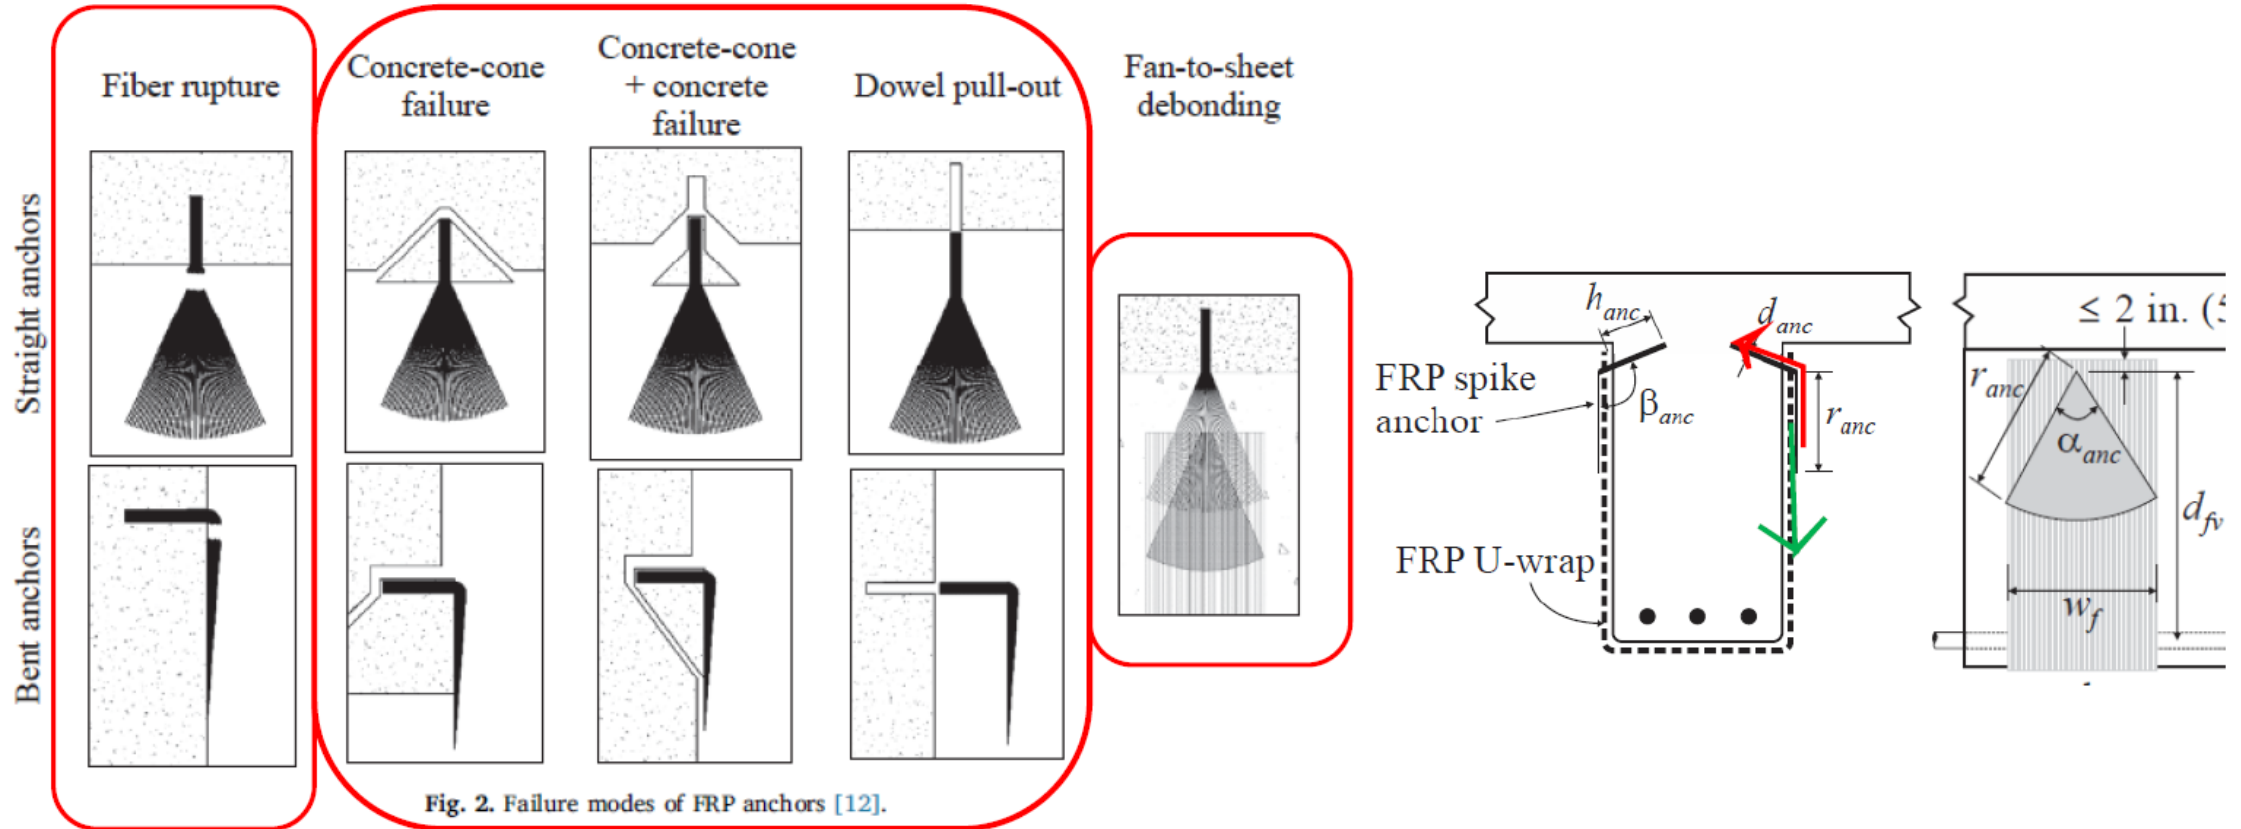 Fiber rupture
Concrete-cone
failure
Concrete-cone
+ concrete
failure
Dowel pull-out
Fan-to-sheet
debonding
Straight anchors
Bent anchors
Fig. 2. Failure modes of FRP anchors [12].
h_anc
d_anc
FRP spike
anchor
β_anc
r_anc
FRP U-wrap
≤ 2 in. (5
r_anc
α_anc
d_fv
w_f